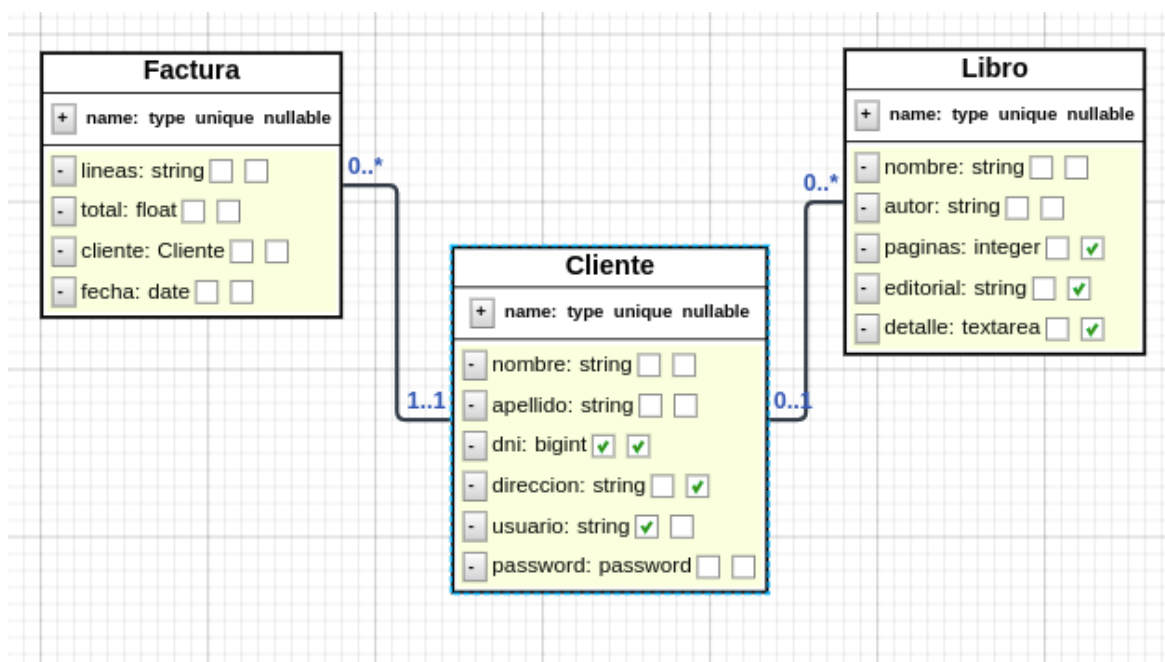 Factura
+ name: type unique nullable
- lineas: string
- total: float
- cliente: Cliente
- fecha: date
0..*
1..1
Cliente
+ name: type unique nullable
- nombre: string
- apellido: string
- dni: bigint
- direccion: string
- usuario: string
- password: password
0..1
0..*
Libro
+ name: type unique nullable
- nombre: string
- autor: string
- paginas: integer
- editorial: string
- detalle: textarea